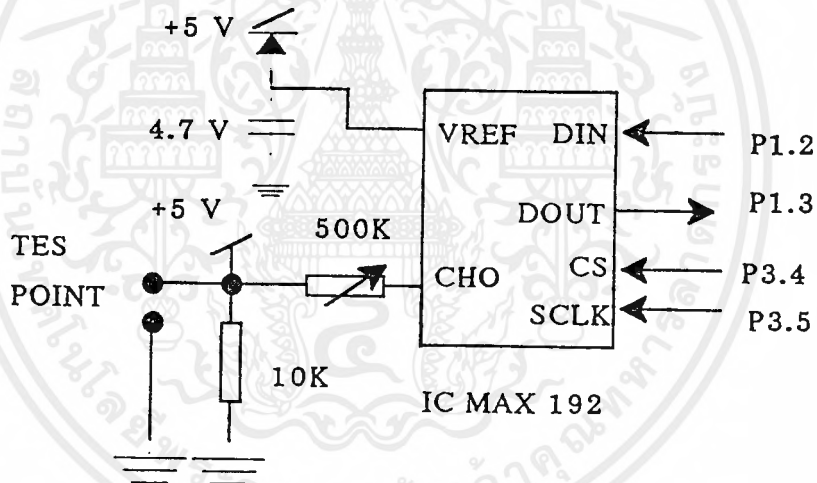 +5 V
4.7 V
VREF DIN
P1.2
+5 V
500K
DOUT
P1.3
TES
POINT
CHO
CS
P3.4
SCLK
P3.5
10K
IC MAX 192